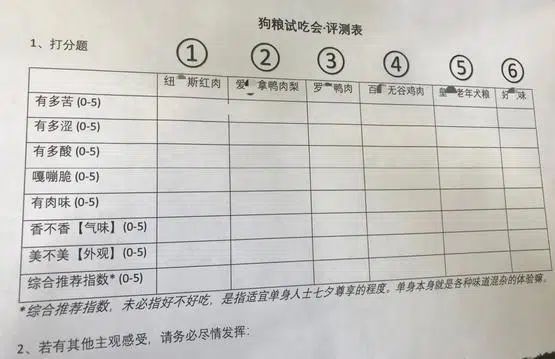 狗粮试吃会·评测表
1、打分题
① ② ③ ④ ⑤ ⑥
纽 斯红肉 爱 拿鸭肉梨 罗 鸭肉 百 无谷鸡肉 皇 老年犬粮 好 味
有多苦 (0-5)
有多涩 (0-5)
有多酸 (0-5)
嘎嘣脆 (0-5)
有肉味 (0-5)
香不香【气味】(0-5)
美不美【外观】(0-5)
综合推荐指数* (0-5)
*综合推荐指数，未必指好不好吃，是指适宜单身人士七夕尊享的程度。单身本身就是各种味道混杂的体验嘛。
2、若有其他主观感受，请务必尽情发挥: